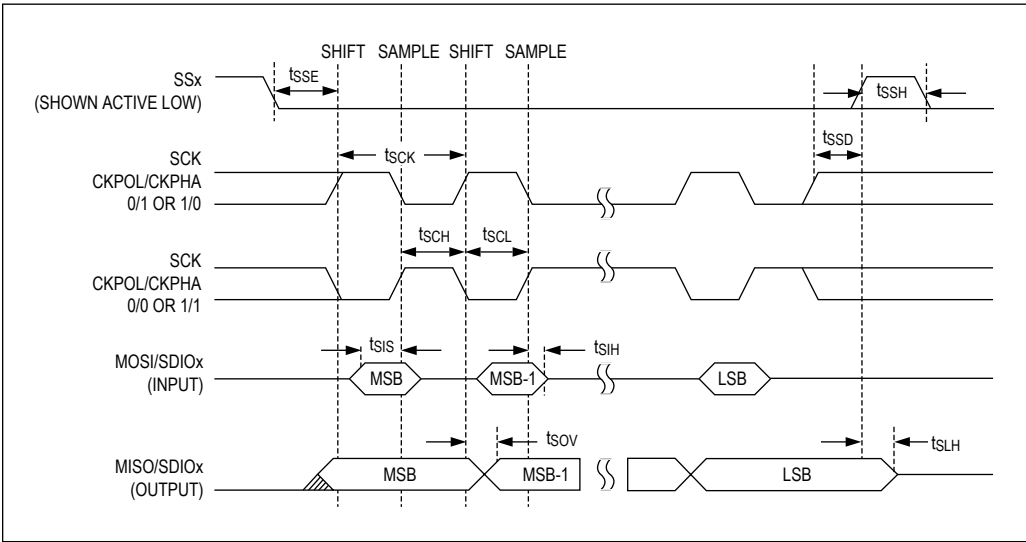 SHIFT SAMPLE SHIFT SAMPLE
SSx
(SHOWN ACTIVE LOW)
tSSE
tSSH
tSSD
SCK
CKPOL/CKPHA
0/1 OR 1/0
tSCK
tSCH
tSCL
SCK
CKPOL/CKPHA
0/0 OR 1/1
tSIS
tSIH
MOSI/SDIOx
(INPUT)
MSB
MSB-1
LSB
tSOV
tSLH
MISO/SDIOx
(OUTPUT)
MSB
MSB-1
LSB